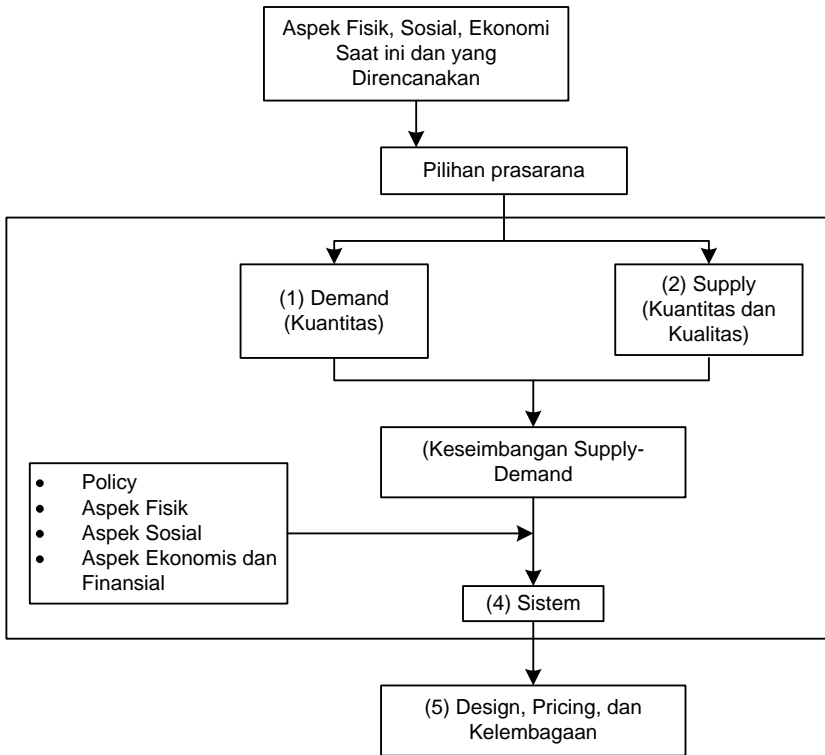 Aspek Fisik, Sosial, Ekonomi
Saat ini dan yang
Direncanakan
Pilihan prasarana
(1) Demand
(Kuantitas)
(2) Supply
(Kuantitas dan
Kualitas)
(Keseimbangan Supply-
Demand
• Policy
• Aspek Fisik
• Aspek Sosial
• Aspek Ekonomis dan
Finansial
(4) Sistem
(5) Design, Pricing, dan
Kelembagaan